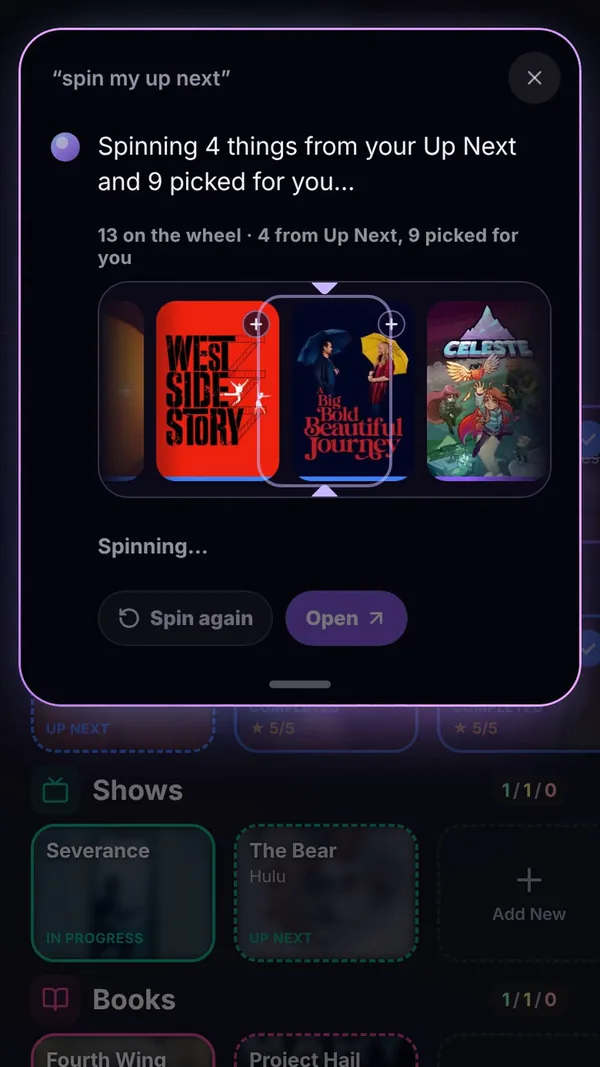 “spin my up next”
Spinning 4 things from your Up Next
and 9 picked for you...
13 on the wheel · 4 from Up Next, 9 picked for
you
WEST
SIDE
STORY
A
Big
Bold
Beautiful
Journey
CELESTE
Spinning...
Spin again
Open
COMPLETED
COMPLETED
UP NEXT
★ 5/5
★ 5/5
Shows
1/1/0
Severance
The Bear
Hulu
Add New
IN PROGRESS
UP NEXT
Books
1/1/0
Fourth Wing
Project Hail